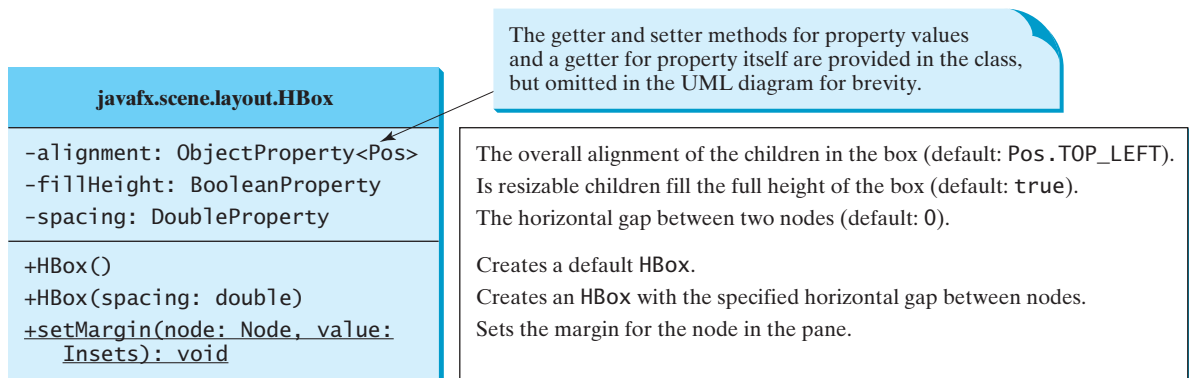 The getter and setter methods for property values
and a getter for property itself are provided in the class,
but omitted in the UML diagram for brevity.
javafx.scene.layout.HBox
-alignment: ObjectProperty<Pos>
-fillHeight: BooleanProperty
-spacing: DoubleProperty
The overall alignment of the children in the box (default: Pos.TOP_LEFT).
Is resizable children fill the full height of the box (default: true).
The horizontal gap between two nodes (default: 0).
+HBox()
+HBox(spacing: double)
+setMargin(node: Node, value:
Insets): void
Creates a default HBox.
Creates an HBox with the specified horizontal gap between nodes.
Sets the margin for the node in the pane.